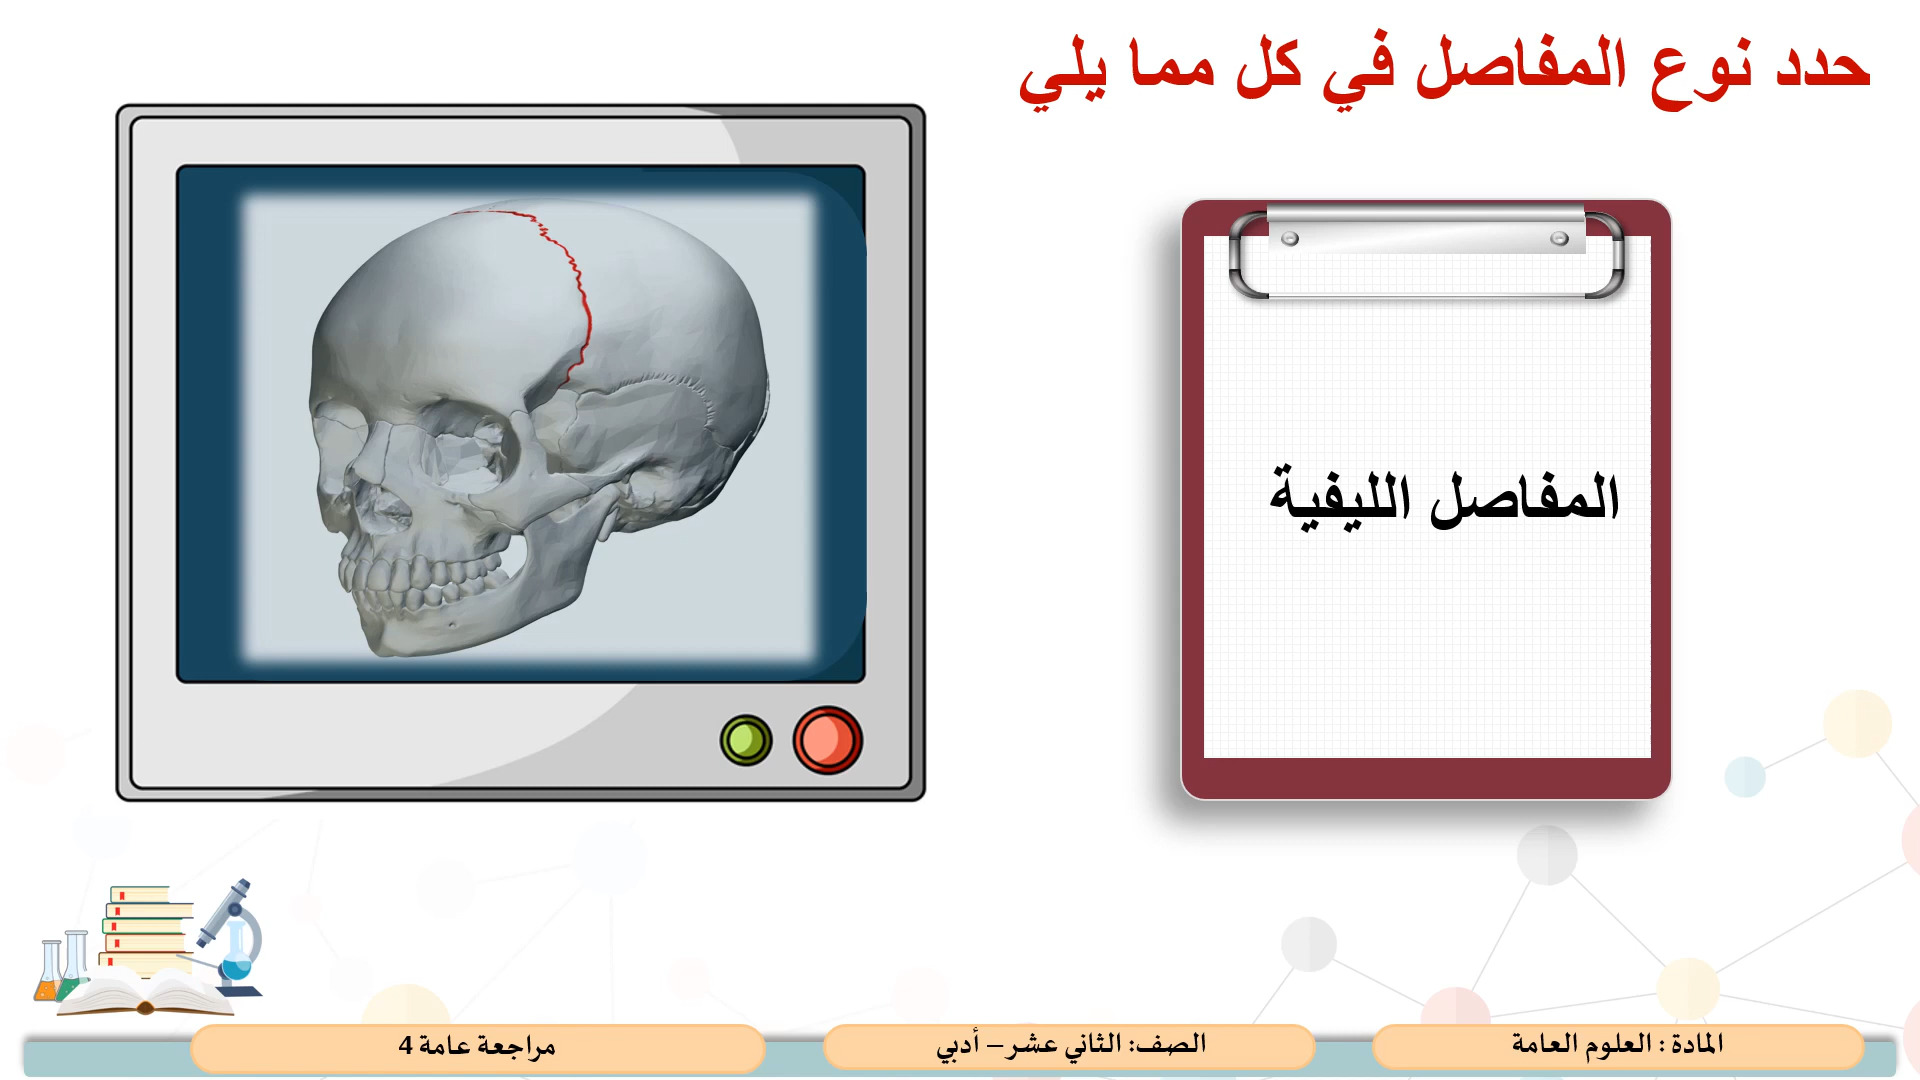 حدد نوع المفاصل في كل مما يلي
المفاصل الليفية
المادة : العلوم العامة
الصف: الثاني عشر – أدبي
مراجعة عامة 4